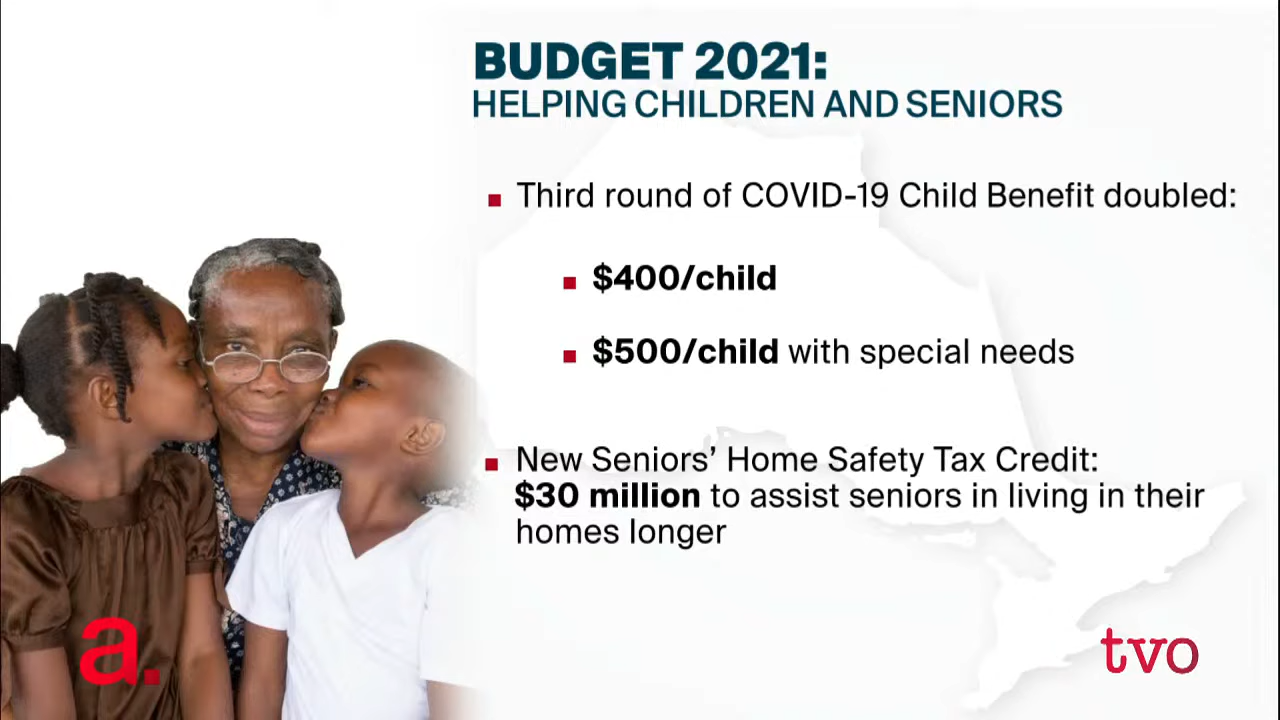 BUDGET 2021:
HELPING CHILDREN AND SENIORS
Third round of COVID-19 Child Benefit doubled:
$400/child
$500/child with special needs
New Seniors’ Home Safety Tax Credit:
$30 million to assist seniors in living in their
homes longer
a.
tvo